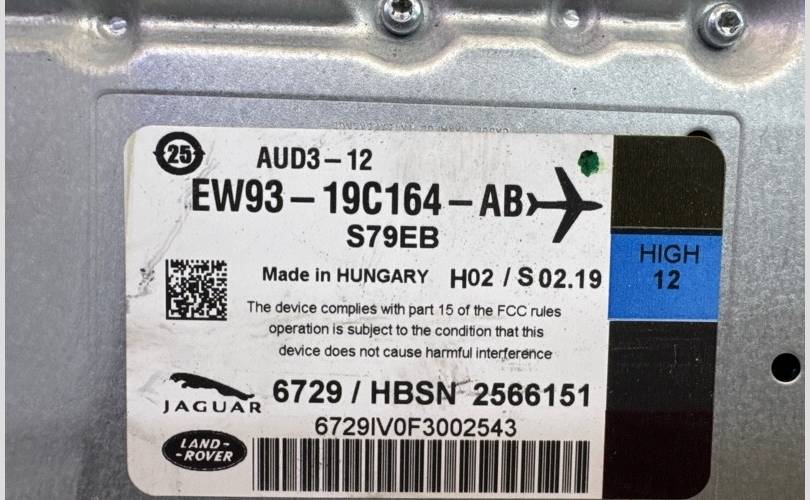 25
AUD3-12
EW93-19C164-AB
S79EB
HIGH
12
Made in HUNGARY H02 / S 02.19
The device complies with part 15 of the FCC rules
operation is subject to the condition that this
device does not cause harmful interference
JAGUAR
6729 / HBSN 2566151
6729IV0F3002543
LAND-
-ROVER